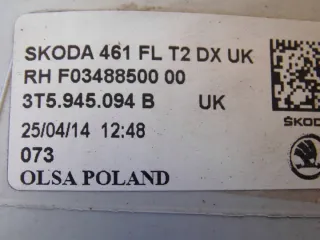 SKODA 461 FL T2 DX UK
RH F03488500 00
3T5.945.094 B UK
25/04/14 12:48
ŠKOD
073
OLSA POLAND